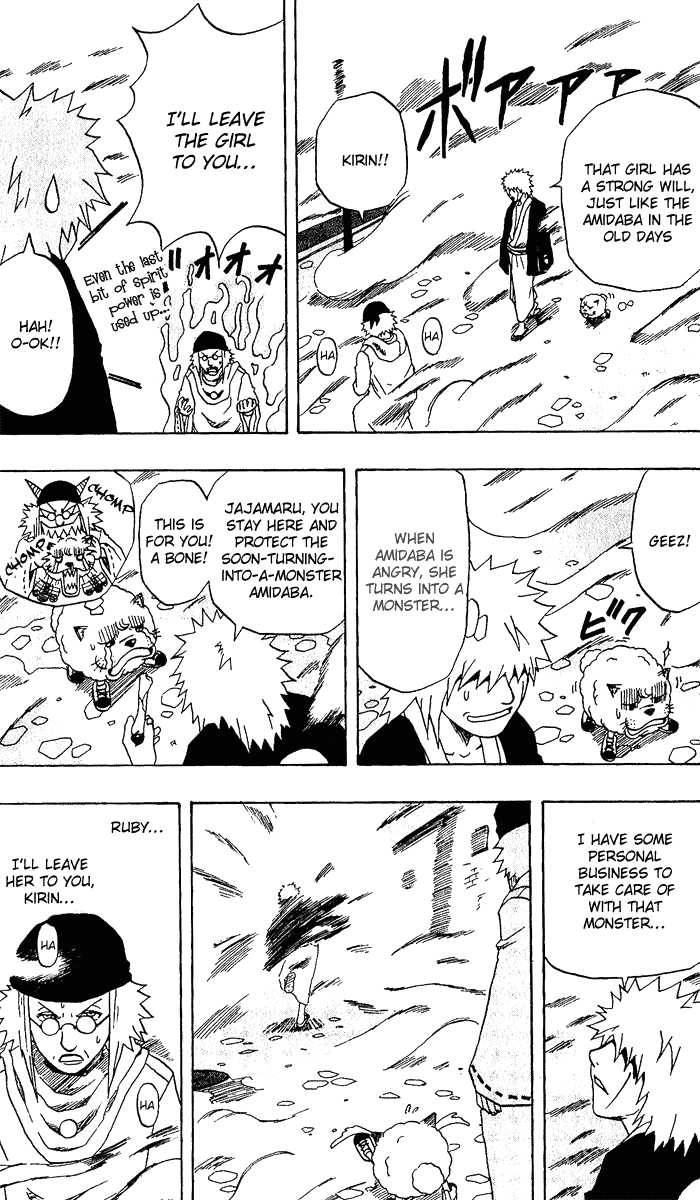 THAT GIRL HAS
A STRONG WILL,
JUST LIKE THE
AMIDABA IN THE
OLD DAYS
ボァァァ
KIRIN!!
HA
HA
I'LL LEAVE
THE GIRL
TO YOU...
オオ
Even the last
bit of spirit
power is
used up...
HAH!
O-OK!!
GEEZ!
ビク
WHEN
AMIDABA IS
ANGRY, SHE
TURNS INTO A
MONSTER...
JAJAMARU, YOU
STAY HERE AND
PROTECT THE
SOON-TURNING-
INTO-A-MONSTER
AMIDABA.
THIS IS
FOR YOU!
A BONE!
CHOMP
CHOMP
I HAVE SOME
PERSONAL
BUSINESS TO
TAKE CARE OF
WITH THAT
MONSTER...
RUBY...
I'LL LEAVE
HER TO YOU,
KIRIN...
HA
HA